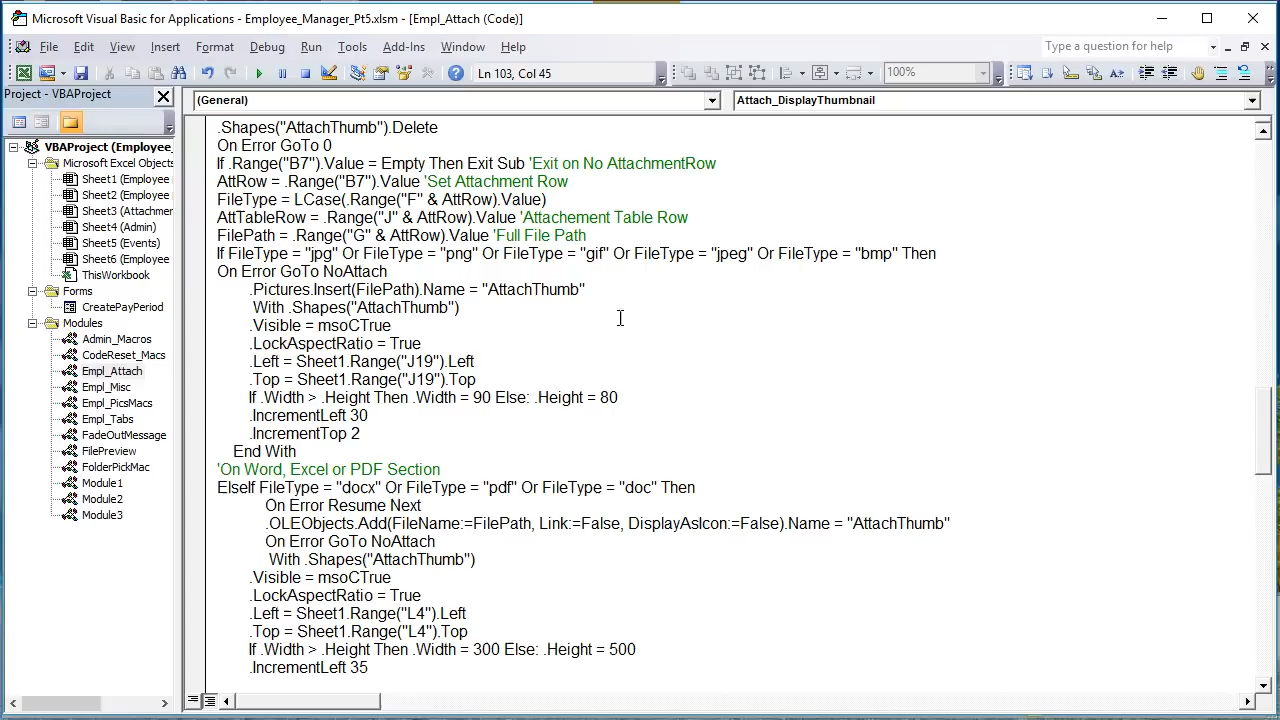 Microsoft Visual Basic for Applications - Employee_Manager_Pt5.xlsm - [Empl_Attach (Code)]
File Edit View Insert Format Debug Run Tools Add-Ins Window Help
Type a question for help
Ln 103, Col 45
100%
Project - VBAProject
(General)
Attach_DisplayThumbnail
VBAProject (Employee_
Microsoft Excel Objects
Sheet1 (Employee
Sheet2 (Employee
Sheet3 (Attachmer
Sheet4 (Admin)
Sheet5 (Events)
Sheet6 (Employee
ThisWorkbook
Forms
CreatePayPeriod
Modules
Admin_Macros
CodeReset_Macs
Empl_Attach
Empl_Misc
Empl_PicsMacs
Empl_Tabs
FadeOutMessage
FilePreview
FolderPickMac
Module1
Module2
Module3
.Shapes("AttachThumb").Delete
On Error GoTo 0
If .Range("B7").Value = Empty Then Exit Sub 'Exit on No AttachmentRow
AttRow = .Range("B7").Value 'Set Attachment Row
FileType = LCase(.Range("F" & AttRow).Value)
AttTableRow = .Range("J" & AttRow).Value 'Attachement Table Row
FilePath = .Range("G" & AttRow).Value 'Full File Path
If FileType = "jpg" Or FileType = "png" Or FileType = "gif" Or FileType = "jpeg" Or FileType = "bmp" Then
On Error GoTo NoAttach
.Pictures.Insert(FilePath).Name = "AttachThumb"
With .Shapes("AttachThumb")
.Visible = msoCTrue
.LockAspectRatio = True
.Left = Sheet1.Range("J19").Left
.Top = Sheet1.Range("J19").Top
If .Width > .Height Then .Width = 90 Else: .Height = 80
.IncrementLeft 30
.IncrementTop 2
End With
'On Word, Excel or PDF Section
ElseIf FileType = "docx" Or FileType = "pdf" Or FileType = "doc" Then
On Error Resume Next
.OLEObjects.Add(FileName:=FilePath, Link:=False, DisplayAsIcon:=False).Name = "AttachThumb"
On Error GoTo NoAttach
With .Shapes("AttachThumb")
.Visible = msoCTrue
.LockAspectRatio = True
.Left = Sheet1.Range("L4").Left
.Top = Sheet1.Range("L4").Top
If .Width > .Height Then .Width = 300 Else: .Height = 500
.IncrementLeft 35